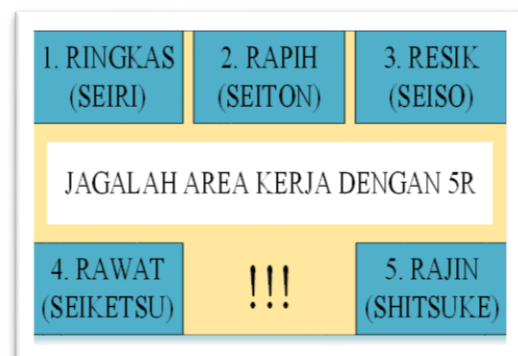 1. RINGKAS
(SEIRI)
2. RAPIH
(SEITON)
3. RESIK
(SEISO)
JAGALAH AREA KERJA DENGAN 5R
4. RAWAT
(SEIKETSU)
!!!
5. RAJIN
(SHITSUKE)